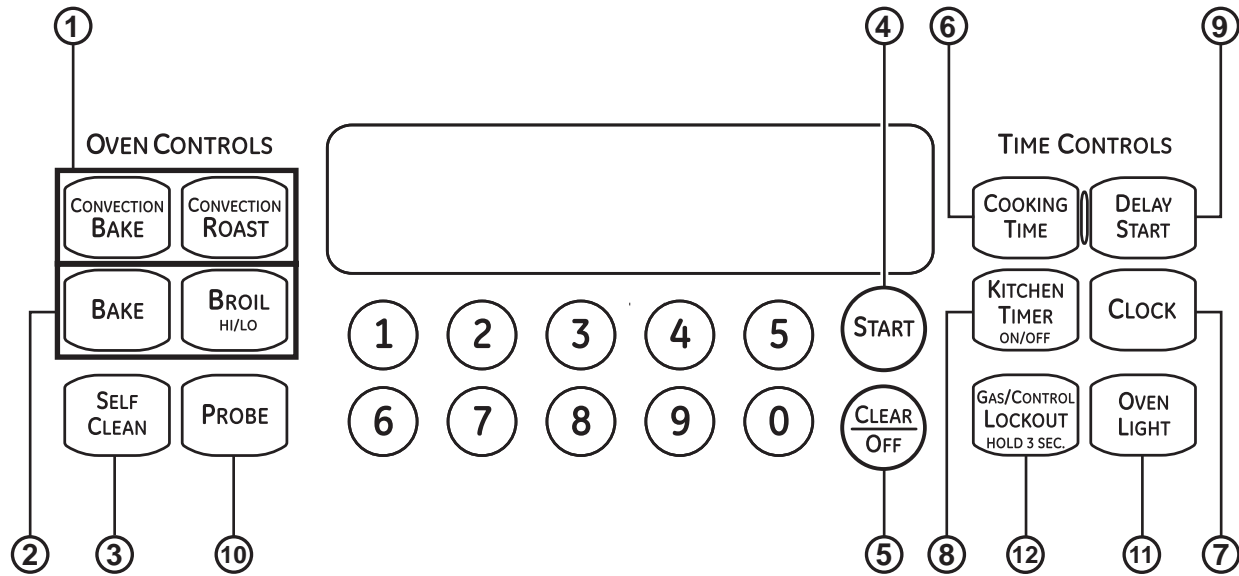 1
4
6
9
OVEN CONTROLS
TIME CONTROLS
CONVECTION
BAKE
CONVECTION
ROAST
COOKING
TIME
DELAY
START
BAKE
BROIL
HI/LO
1
2
3
4
5
START
KITCHEN
TIMER
ON/OFF
CLOCK
SELF
CLEAN
PROBE
6
7
8
9
0
CLEAR
OFF
GAS/CONTROL
LOCKOUT
HOLD 3 SEC.
OVEN
LIGHT
2
3
10
5
8
12
11
7